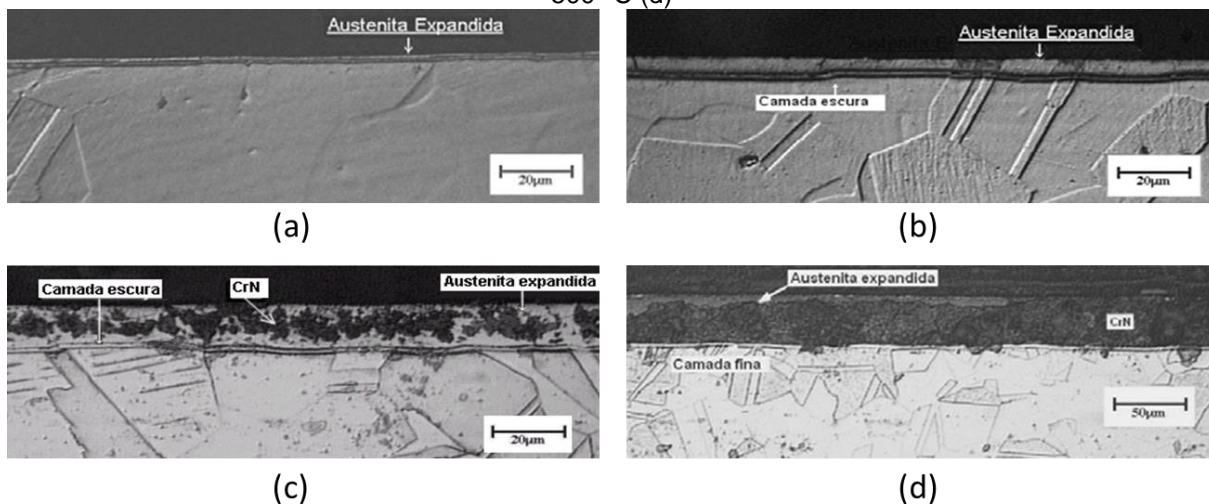 °C (d)
Austenita Expandida
20µm
(a)
Austenita Expandida
Camada escura
20µm
(b)
Camada escura
CrN
Austenita expandida
20µm
(c)
Austenita expandida
CrN
Camada fina
50µm
(d)